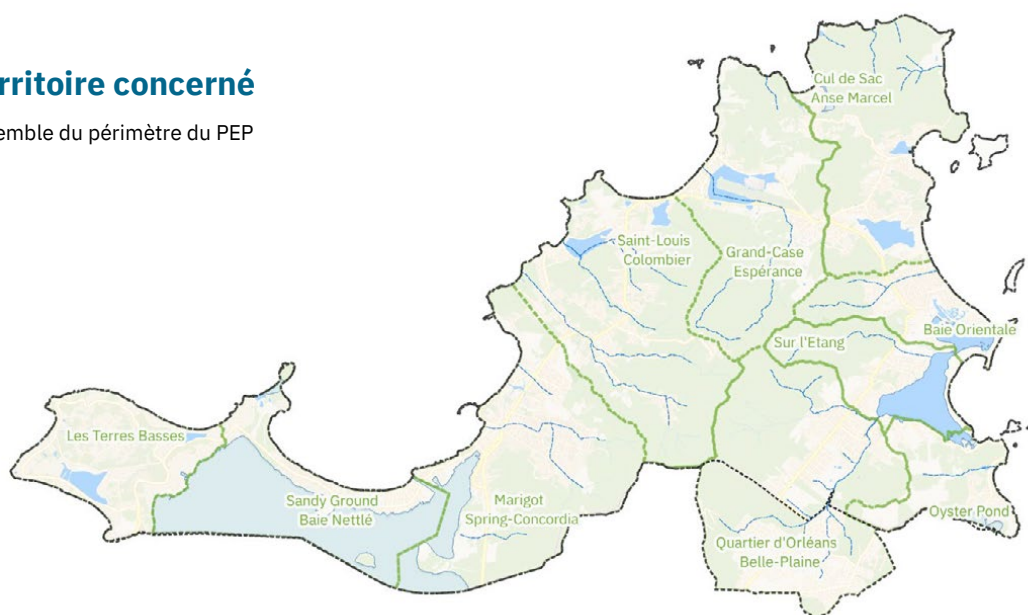 rritoire concerné
emble du périmètre du PEP
Cul de Sac
Anse Marcel
Saint-Louis
Colombier
Grand-Case
Espérance
Baie Orientale
Sur l'Etang
Les Terres Basses
Sandy Ground
Baie Nettlé
Marigot
Spring-Concordia
Oyster Pond
Quartier d'Orléans
Belle-Plaine